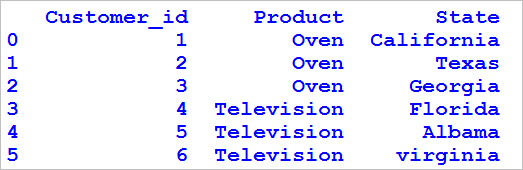 Customer_id Product State
0 1 Oven California
1 2 Oven Texas
2 3 Oven Georgia
3 4 Television Florida
4 5 Television Albama
5 6 Television virginia